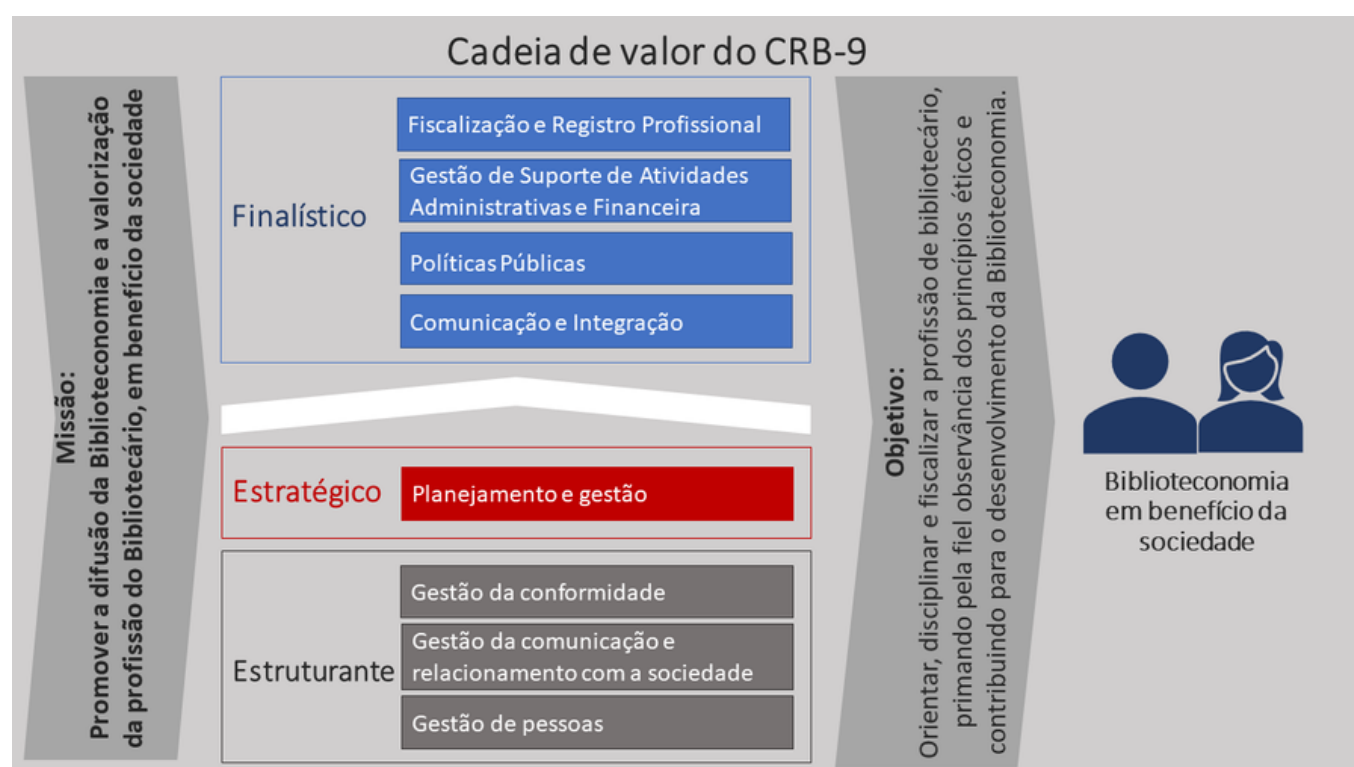 Cadeia de valor do CRB-9
Missão:
Promover a difusão da Biblioteconomia e a valorização
da profissão do Bibliotecário, em benefício da sociedade
Finalístico
Fiscalização e Registro Profissional
Gestão de Suporte de Atividades
Administrativas e Financeira
Políticas Públicas
Comunicação e Integração
Estratégico
Planejamento e gestão
Estruturante
Gestão da conformidade
Gestão da comunicação e
relacionamento com a sociedade
Gestão de pessoas
Objetivo:
Orientar, disciplinar e fiscalizar a profissão de bibliotecário,
primando pela fiel observância dos princípios éticos e
contribuindo para o desenvolvimento da Biblioteconomia.
Biblioteconomia
em benefício da
sociedade